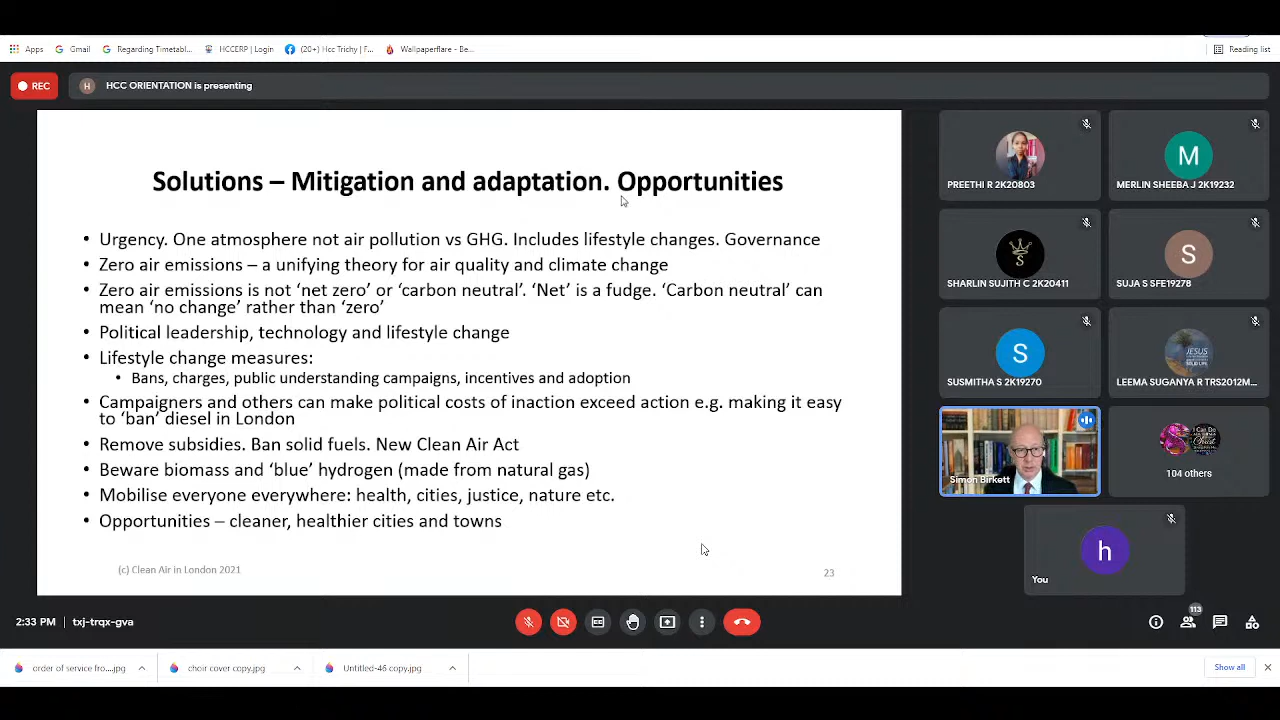 Apps Gmail Regarding Timetabl... HCCERP | Login (20+) Hcc Trichy | F... Wallpaperflare - Be... Reading list
REC H HCC ORIENTATION is presenting
Solutions – Mitigation and adaptation. Opportunities
• Urgency. One atmosphere not air pollution vs GHG. Includes lifestyle changes. Governance
• Zero air emissions – a unifying theory for air quality and climate change
• Zero air emissions is not ‘net zero’ or ‘carbon neutral’. ‘Net’ is a fudge. ‘Carbon neutral’ can
mean ‘no change’ rather than ‘zero’
• Political leadership, technology and lifestyle change
• Lifestyle change measures:
• Bans, charges, public understanding campaigns, incentives and adoption
• Campaigners and others can make political costs of inaction exceed action e.g. making it easy
to ‘ban’ diesel in London
• Remove subsidies. Ban solid fuels. New Clean Air Act
• Beware biomass and ‘blue’ hydrogen (made from natural gas)
• Mobilise everyone everywhere: health, cities, justice, nature etc.
• Opportunities – cleaner, healthier cities and towns
(c) Clean Air in London 2021 23
M
PREETHI R 2K20803 MERLIN SHEEBA J 2K19232
S S
SHARLIN SUJITH C 2K20411 SUJA S SFE19278
S JESUS
SUSMITHA S 2K19270 LEEMA SUGANYA R TRS2012M...
I Can Do
Christ
Simon Birkett 104 others
h
You
2:33 PM | txj-trqx-gva 113
order of service fro....jpg choir cover copy.jpg Untitled-46 copy.jpg Show all